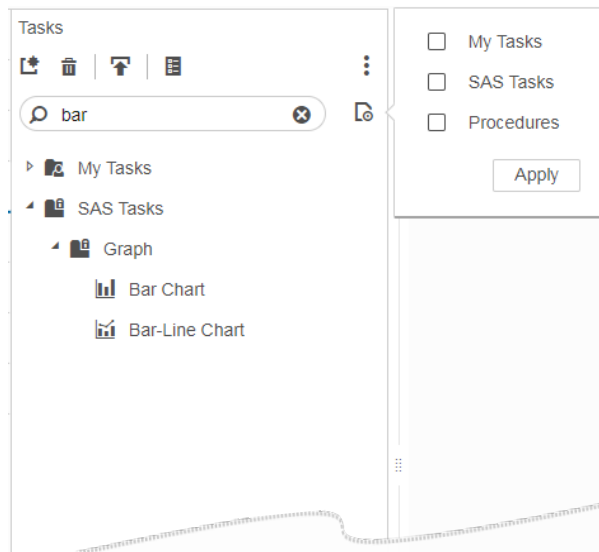 Tasks
bar
My Tasks
SAS Tasks
Graph
Bar Chart
Bar-Line Chart
My Tasks
SAS Tasks
Procedures
Apply